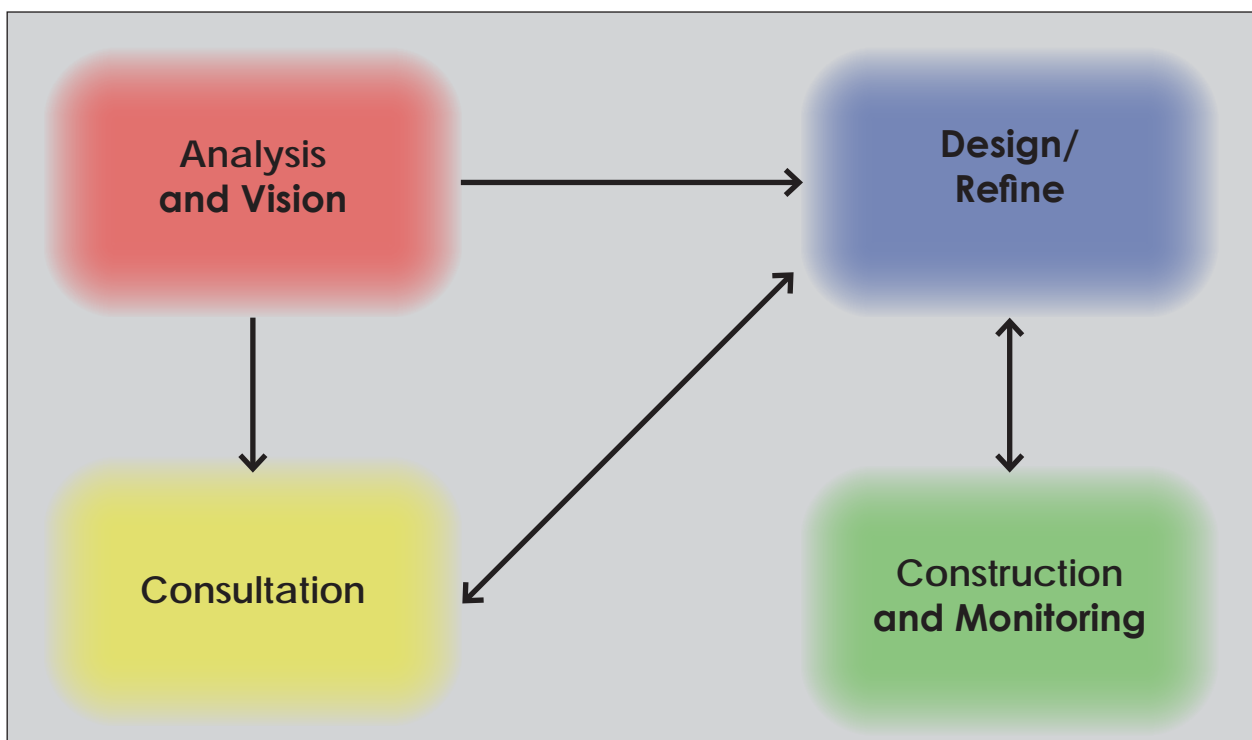 Analysis
and Vision
Design/
Refine
Consultation
Construction
and Monitoring